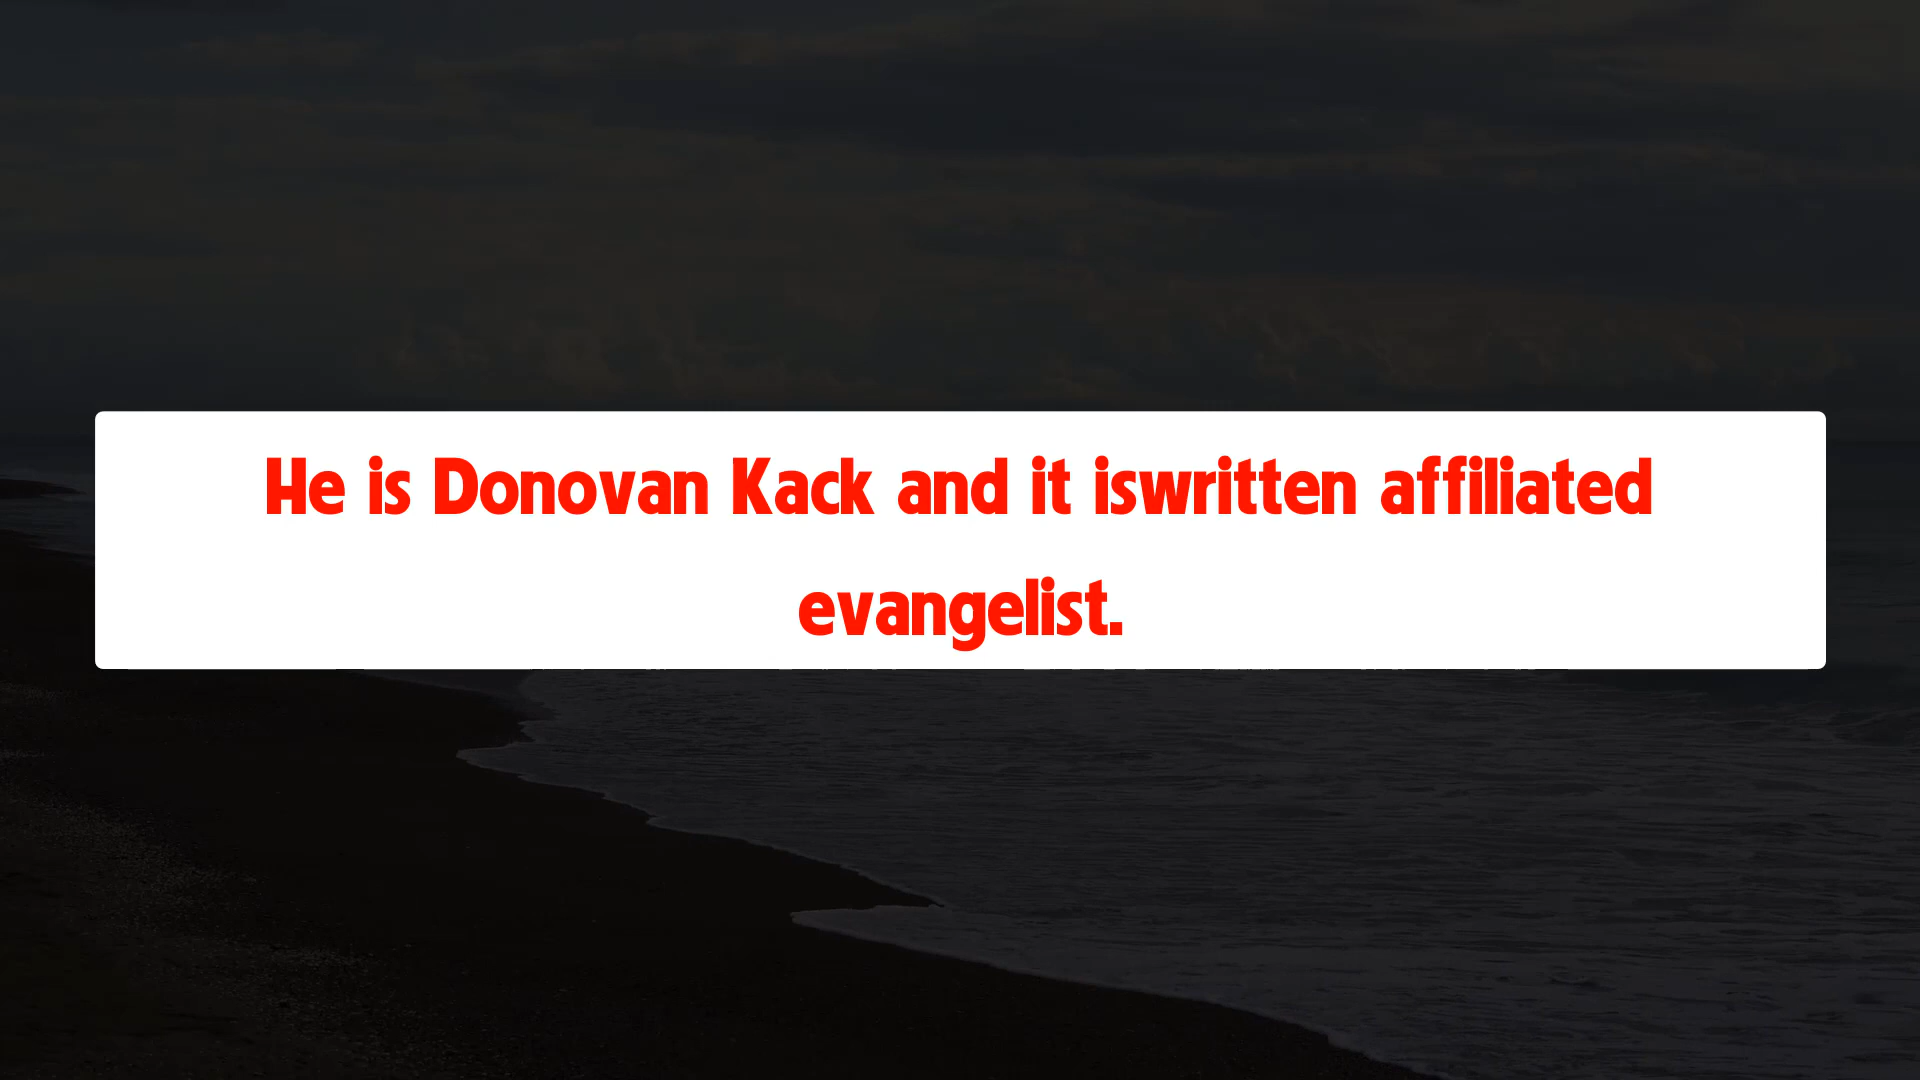 He is Donovan Kack and it iswritten affiliated
evangelist.